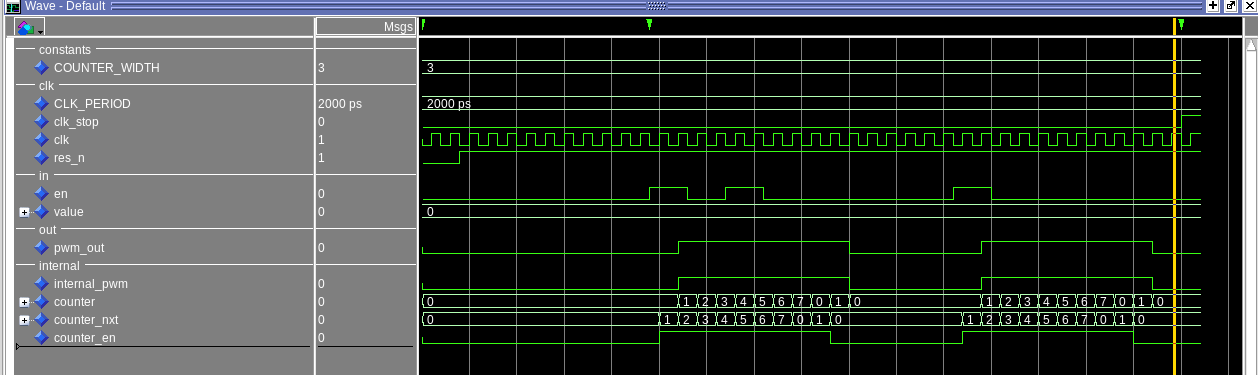 Wave - Default
Msgs
constants
COUNTER_WIDTH 3 3
clk
CLK_PERIOD 2000 ps 2000 ps
clk_stop 0
clk 1
res_n 1
in
en 0
value 0 0
out
pwm_out 0
internal
internal_pwm 0
counter 0 0 1 2 3 4 5 6 7 0 1 0 1 2 3 4 5 6 7 0 1 0
counter_nxt 0 0 1 2 3 4 5 6 7 0 1 0 1 2 3 4 5 6 7 0 1 0
counter_en 0